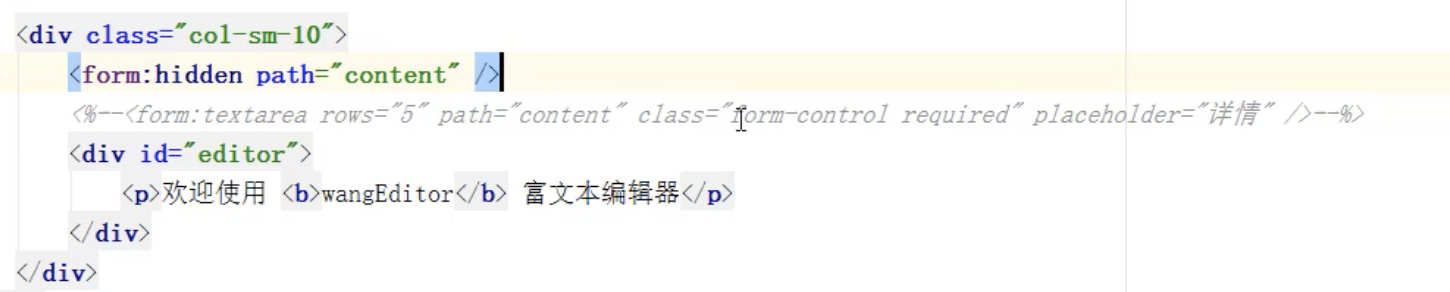 <div class="col-sm-10">
<form:hidden path="content" />
<%--<form:textarea rows="5" path="content" class="form-control required" placeholder="详情" />--%>
<div id="editor">
<p>欢迎使用 <b>wangEditor</b> 富文本编辑器</p>
</div>
</div>